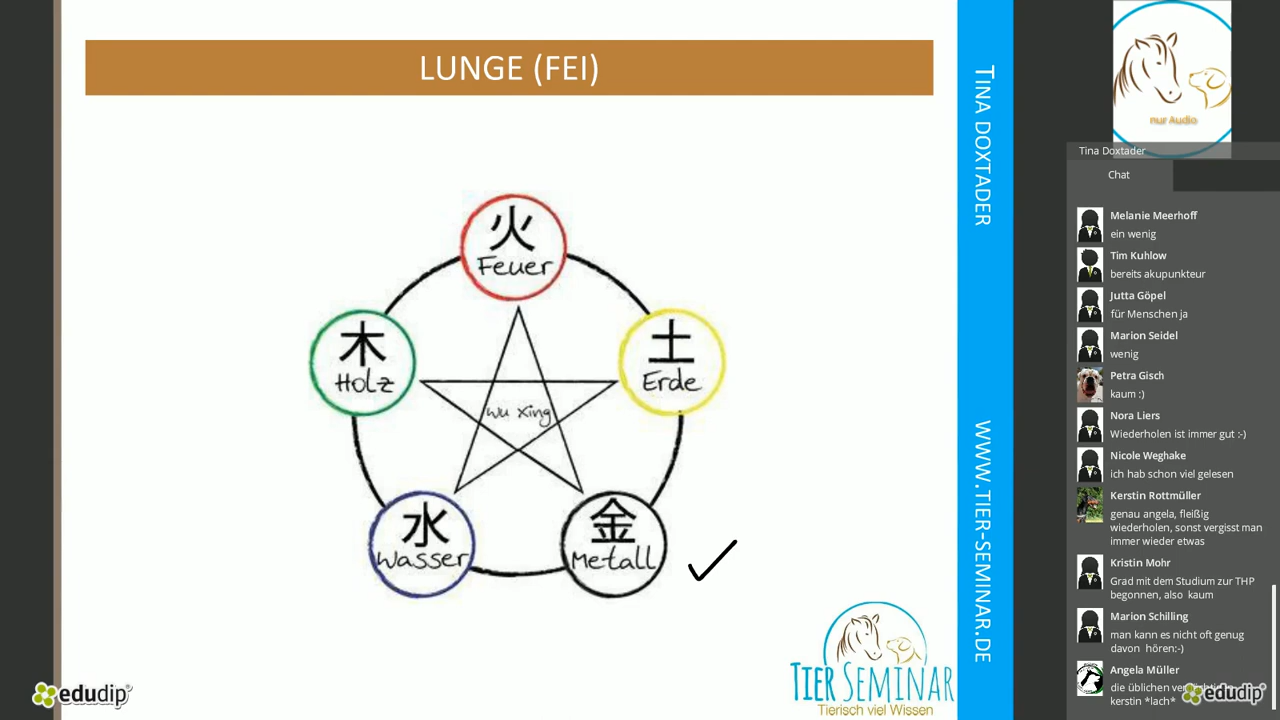 LUNGE (FEI)
火
Feuer
木
Holz
土
Erde
Wu Xing
水
Wasser
金
Metall
TIER SEMINAR
Tierisch viel Wissen
edudip
TINA DOXTADER
WWW.TIER-SEMINAR.DE
nur Audio
Tina Doxtader
Chat
Melanie Meerhoff
ein wenig
Tim Kuhlow
bereits akupunkteur
Jutta Göpel
für Menschen ja
Marion Seidel
wenig
Petra Gisch
kaum :)
Nora Liers
Wiederholen ist immer gut :-)
Nicole Weghake
ich hab schon viel gelesen
Kerstin Rottmüller
genau angela, fleißig
wiederholen, sonst vergisst man
immer wieder etwas
Kristin Mohr
Grad mit dem Studium zur THP
begonnen, also kaum
Marion Schilling
man kann es nicht oft genug
davon hören:-)
Angela Müller
die üblichen
kerstin *lach*
edudip